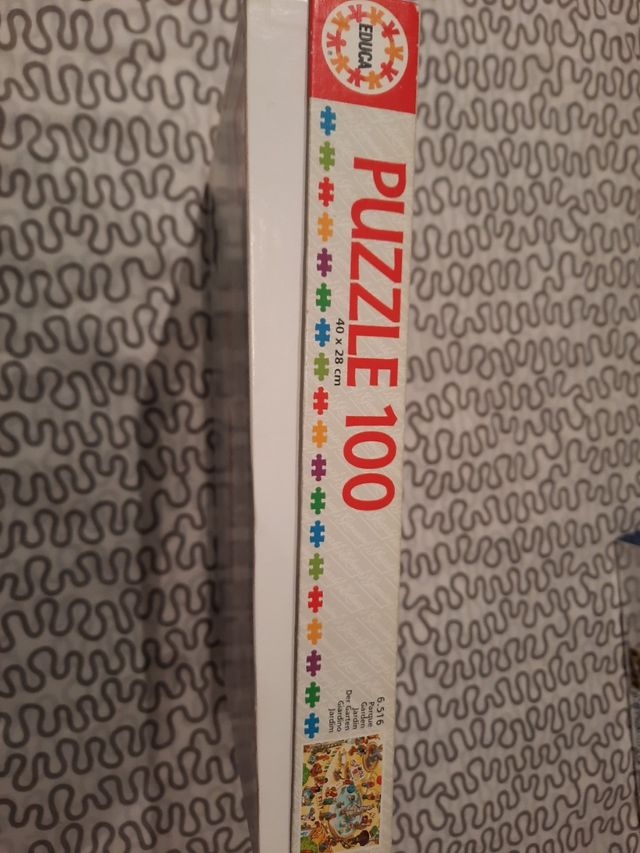 EDUCA
PUZZLE 100
40 x 28 cm
6.516
Parque
Garden
Jardin
Der Garten
Giardino
Jardim